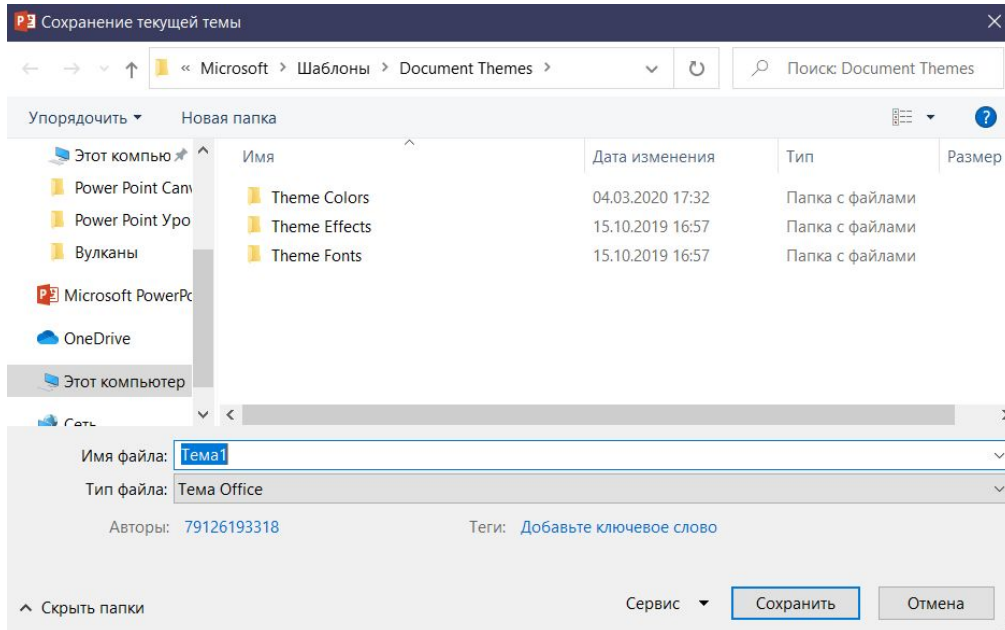 Сохранение текущей темы
« Microsoft > Шаблоны > Document Themes >
Поиск: Document Themes
Упорядочить
Новая папка
Имя
Дата изменения
Тип
Размер
Этот компью
Power Point Can
Power Point Уро
Вулканы
Microsoft PowerPo
OneDrive
Этот компьютер
Сеть
Theme Colors 04.03.2020 17:32 Папка с файлами
Theme Effects 15.10.2019 16:57 Папка с файлами
Theme Fonts 15.10.2019 16:57 Папка с файлами
Имя файла: Тема1
Тип файла: Тема Office
Авторы: 79126193318
Теги: Добавьте ключевое слово
Скрыть папки
Сервис
Сохранить
Отмена